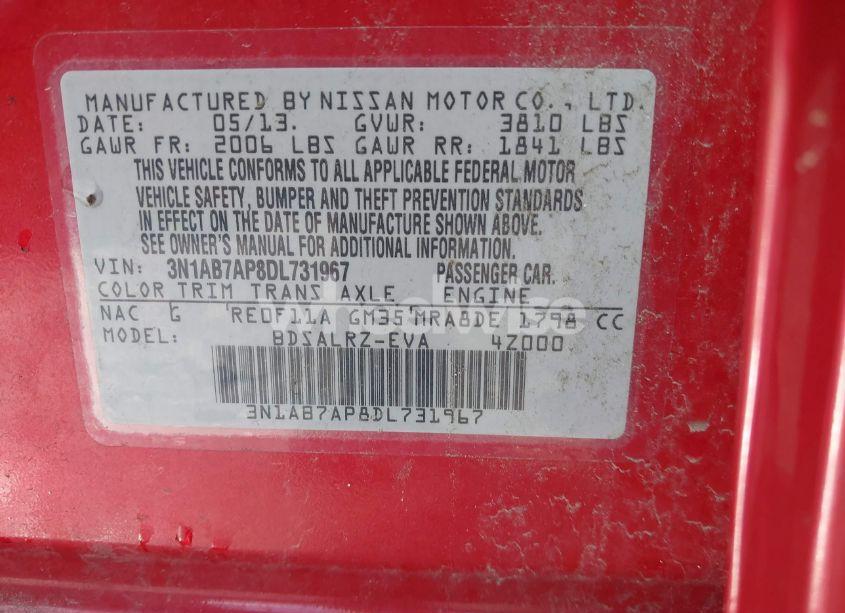 MANUFACTURED BY NISSAN MOTOR CO., LTD.
DATE: 05/13. GVWR: 3810 LBS
GAWR FR: 2006 LBS GAWR RR: 1841 LBS
THIS VEHICLE CONFORMS TO ALL APPLICABLE FEDERAL MOTOR
VEHICLE SAFETY, BUMPER AND THEFT PREVENTION STANDARDS
IN EFFECT ON THE DATE OF MANUFACTURE SHOWN ABOVE.
SEE OWNER'S MANUAL FOR ADDITIONAL INFORMATION.
VIN: 3N1AB7AP8DL731967 PASSENGER CAR.
COLOR TRIM TRANS AXLE ENGINE
NAC G RE0F11A GM35 MRA8DE 1798 CC
MODEL: BDSALRZ-EVA 4Z000
3N1AB7AP8DL731967